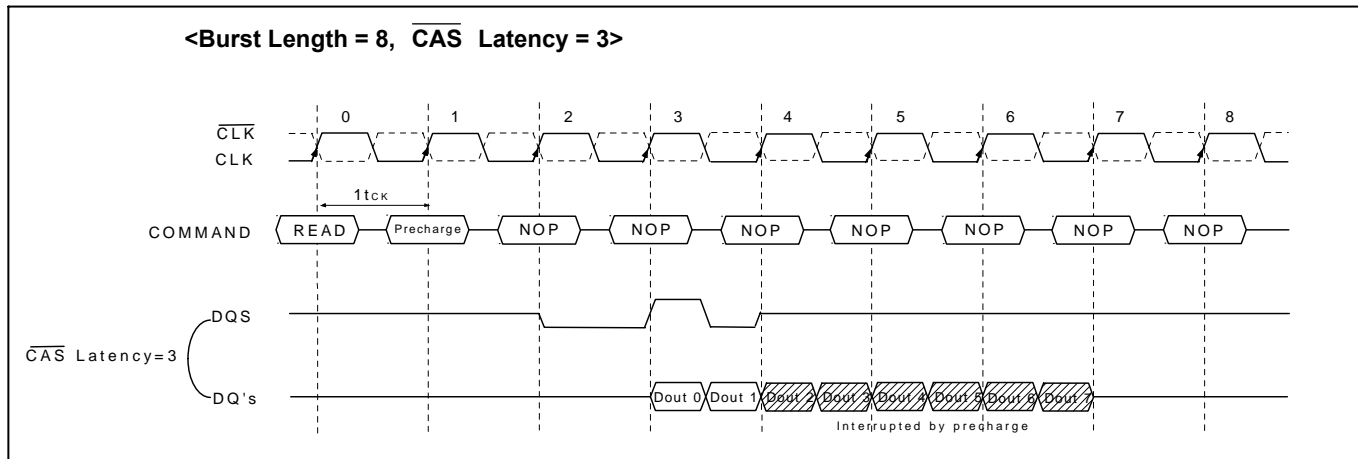 <Burst Length = 8, CAS Latency = 3>
0 1 2 3 4 5 6 7 8
CLK
CLK
1tCK
COMMAND READ Precharge NOP NOP NOP NOP NOP NOP NOP
DQS
CAS Latency=3
DQ's Dout 0 Dout 1 Dout 2 Dout 3 Dout 4 Dout 5 Dout 6 Dout 7
Interrupted by precharge